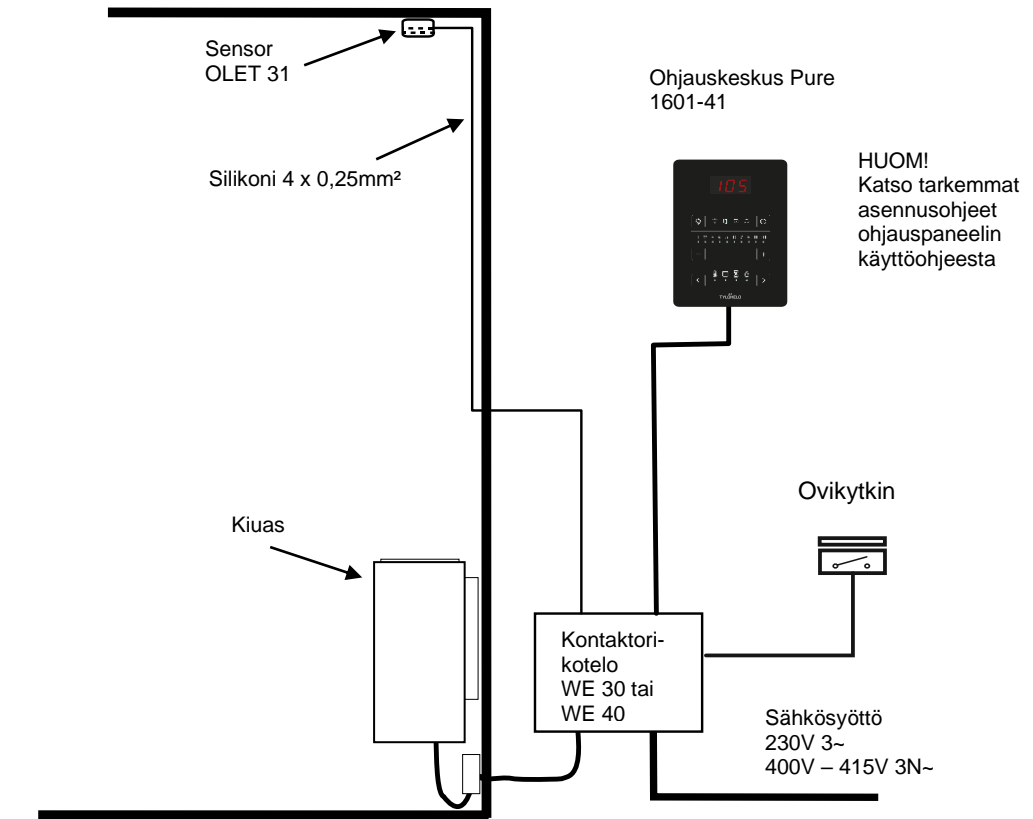 Sensor
OLET 31
Silikoni 4 x 0,25mm²
Ohjauskeskus Pure
1601-41
105
TYLÖHELO
HUOM!
Katso tarkemmat
asennusohjeet
ohjauspaneelin
käyttöohjeesta
Ovikytkin
Kiuas
Kontaktori-
kotelo
WE 30 tai
WE 40
Sähkösyöttö
230V 3~
400V – 415V 3N~